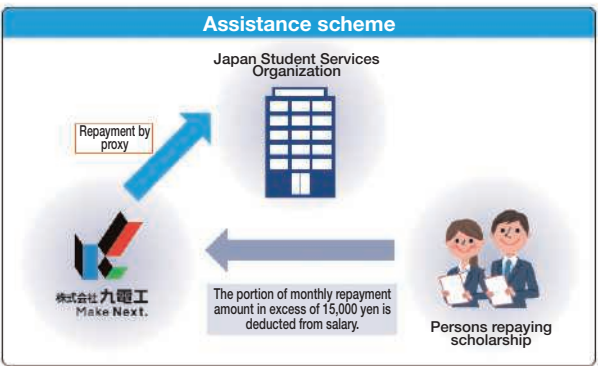 Assistance scheme
Japan Student Services
Organization
Repayment by
proxy
株式会社 九電工
Make Next.
The portion of monthly repayment
amount in excess of 15,000 yen is
deducted from salary.
Persons repaying
scholarship